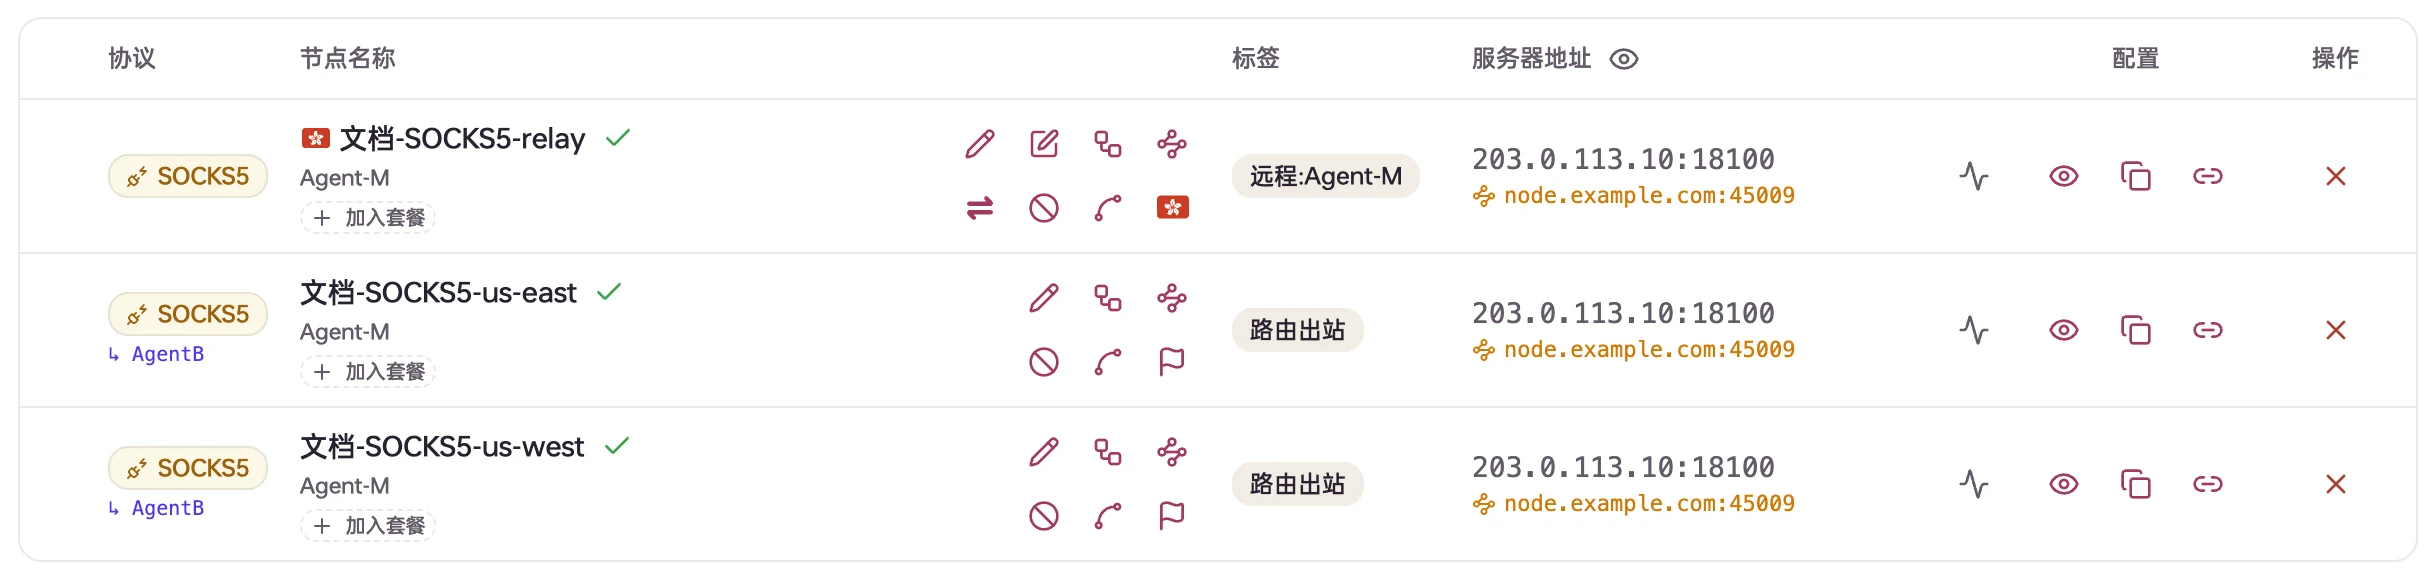 协议 节点名称 标签 服务器地址 配置 操作
文档-SOCKS5-relay
SOCKS5
Agent-M
加入套餐
远程:Agent-M
203.0.113.10:18100
node.example.com:45009
文档-SOCKS5-us-east
SOCKS5
↳ AgentB
Agent-M
加入套餐
路由出站
203.0.113.10:18100
node.example.com:45009
文档-SOCKS5-us-west
SOCKS5
↳ AgentB
Agent-M
加入套餐
路由出站
203.0.113.10:18100
node.example.com:45009